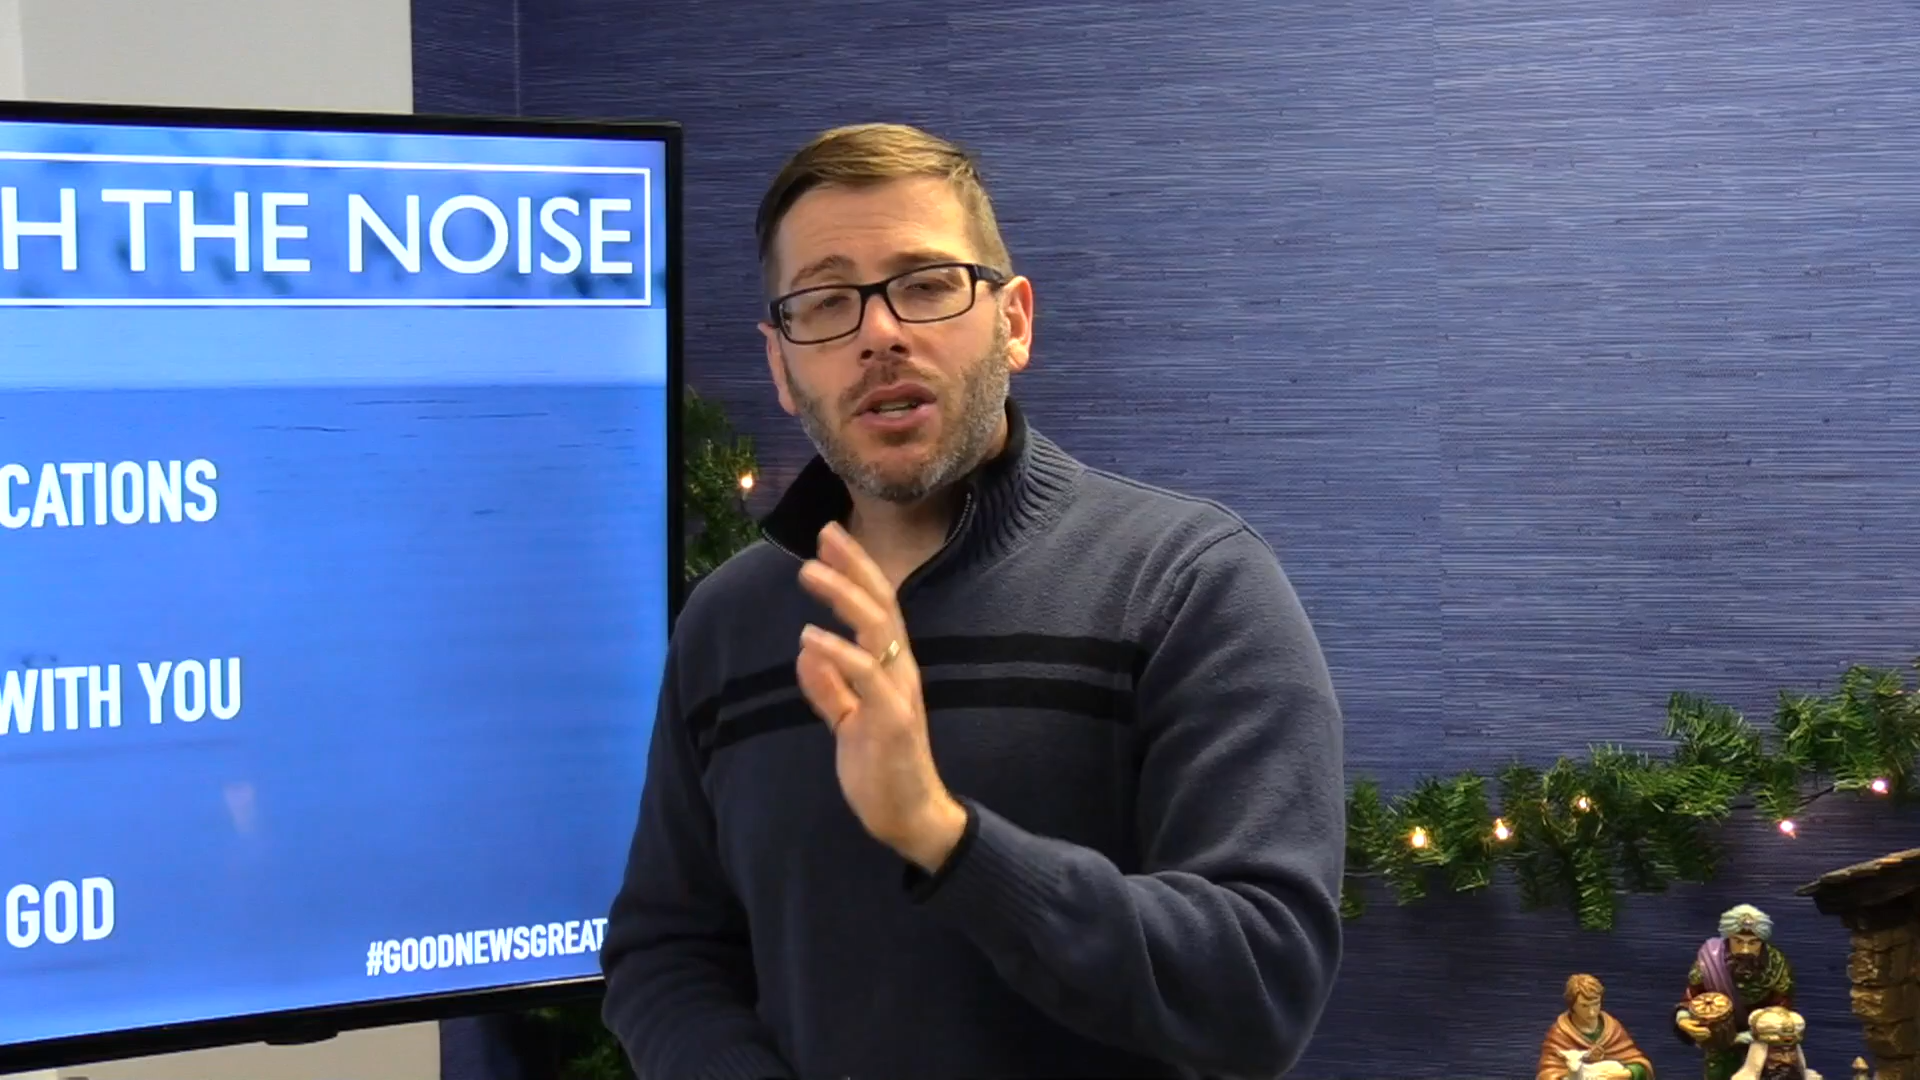 H THE NOISE
CATIONS
WITH YOU
GOD
#GOODNEWSGREAT